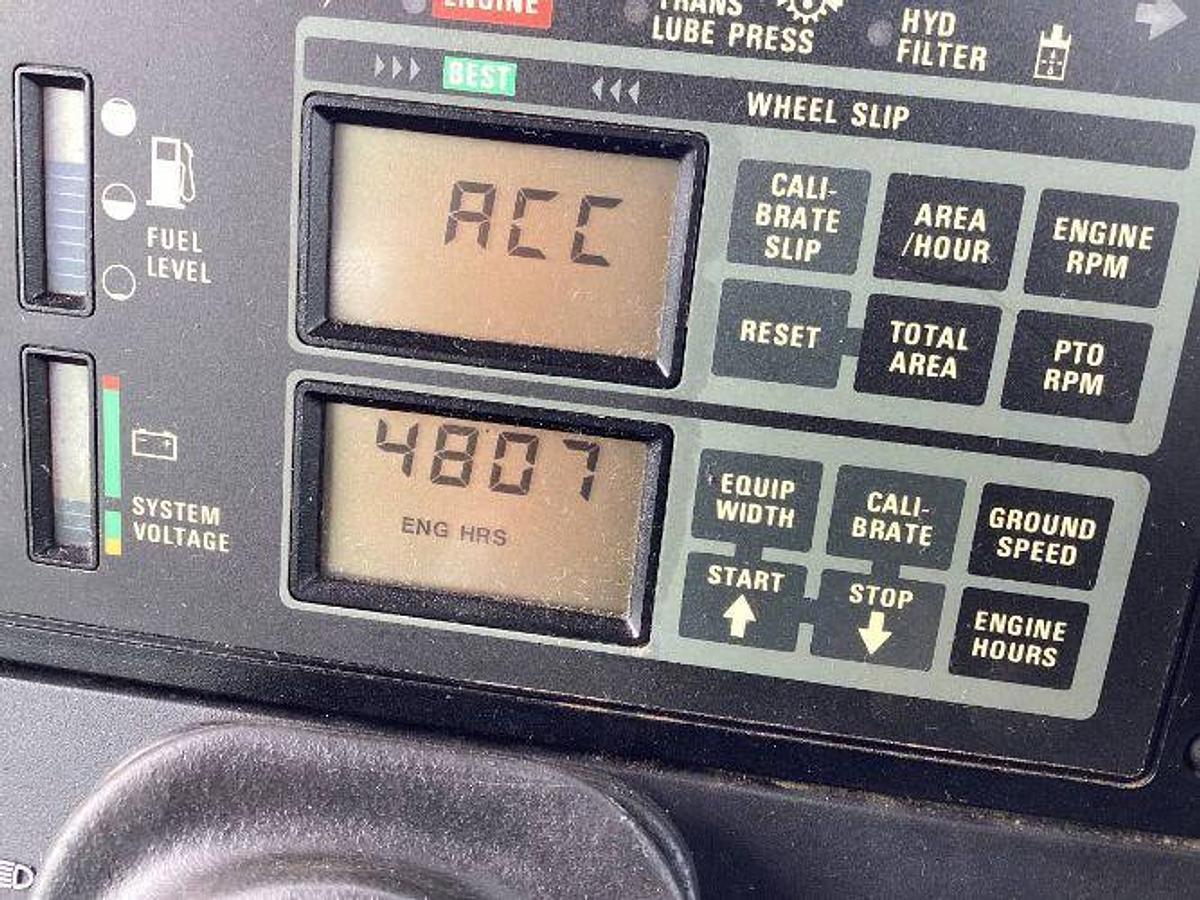 ENGINE
TRANS
LUBE PRESS
HYD
FILTER
BEST
WHEEL SLIP
FUEL
LEVEL
ACC
CALI-
BRATE
SLIP
AREA
/HOUR
ENGINE
RPM
RESET
TOTAL
AREA
PTO
RPM
SYSTEM
VOLTAGE
4807
ENG HRS
EQUIP
WIDTH
CALI-
BRATE
GROUND
SPEED
START
STOP
ENGINE
HOURS